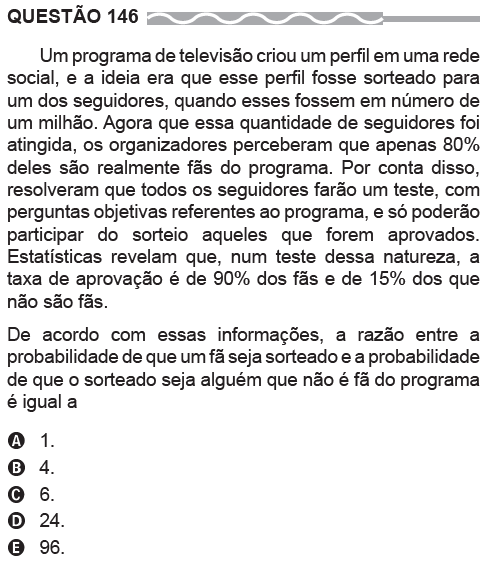 QUESTÃO 146
Um programa de televisão criou um perfil em uma rede
social, e a ideia era que esse perfil fosse sorteado para
um dos seguidores, quando esses fossem em número de
um milhão. Agora que essa quantidade de seguidores foi
atingida, os organizadores perceberam que apenas 80%
deles são realmente fãs do programa. Por conta disso,
resolveram que todos os seguidores farão um teste, com
perguntas objetivas referentes ao programa, e só poderão
participar do sorteio aqueles que forem aprovados.
Estatísticas revelam que, num teste dessa natureza, a
taxa de aprovação é de 90% dos fãs e de 15% dos que
não são fãs.
De acordo com essas informações, a razão entre a
probabilidade de que um fã seja sorteado e a probabilidade
de que o sorteado seja alguém que não é fã do programa
é igual a
A 1.
B 4.
C 6.
D 24.
E 96.